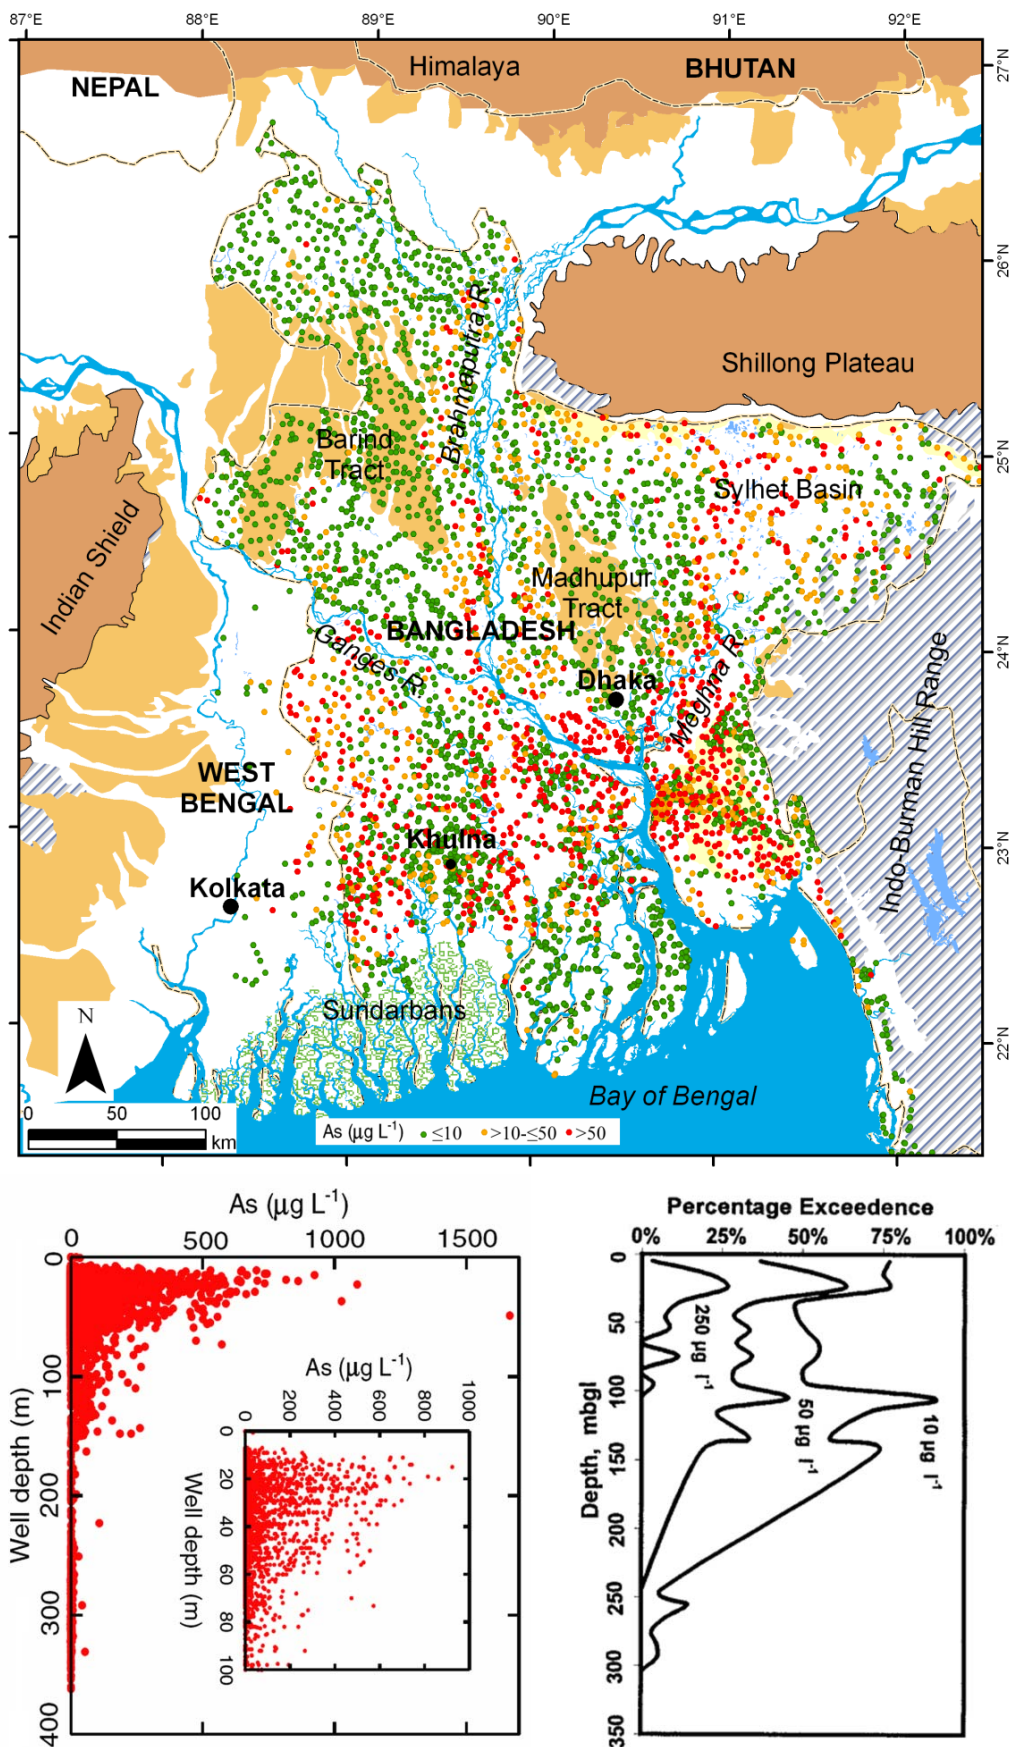 87°E 88°E 89°E 90°E 91°E 92°E
27°N
26°N
25°N
24°N
23°N
22°N
NEPAL
Himalaya
BHUTAN
Shillong Plateau
Brahmaputra R.
Barind
Tract
Sylhet Basin
Indian Shield
Madhupur
Tract
BANGLADESH
Ganges R.
Dhaka
Meghna R.
Indo-Burman Hill Range
WEST
BENGAL
Khulna
Kolkata
Sundarbans
N
Bay of Bengal
0 50 100
km
As (µg L⁻¹) ≤10 >10-≤50 >50
As (µg L⁻¹)
0 500 1000 1500
Well depth (m)
0
100
200
300
400
As (µg L⁻¹)
0 200 400 600 800 1000
Well depth (m)
0
20
40
60
80
100
Percentage Exceedence
0% 25% 50% 75% 100%
Depth, mbgl
0
50
100
150
200
250
300
350
250 µg l⁻¹
50 µg l⁻¹
10 µg l⁻¹